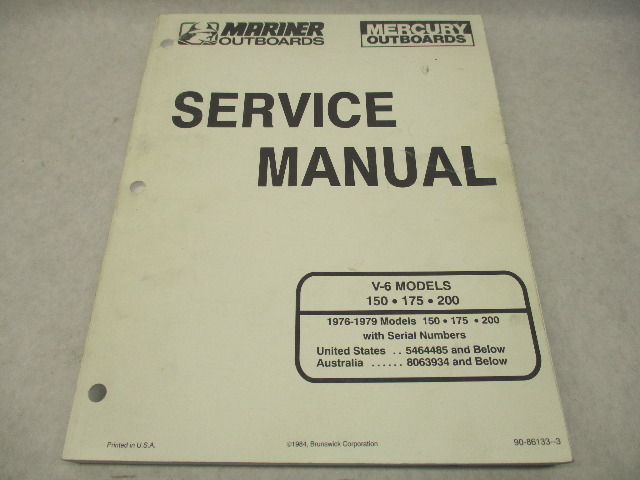 MARINER
OUTBOARDS
MERCURY
OUTBOARDS
SERVICE
MANUAL
V-6 MODELS
150 • 175 • 200
1976-1979 Models 150 • 175 • 200
with Serial Numbers
United States .. 5464485 and Below
Australia ...... 8063934 and Below
Printed in U.S.A.
©1984, Brunswick Corporation
90-86133--3